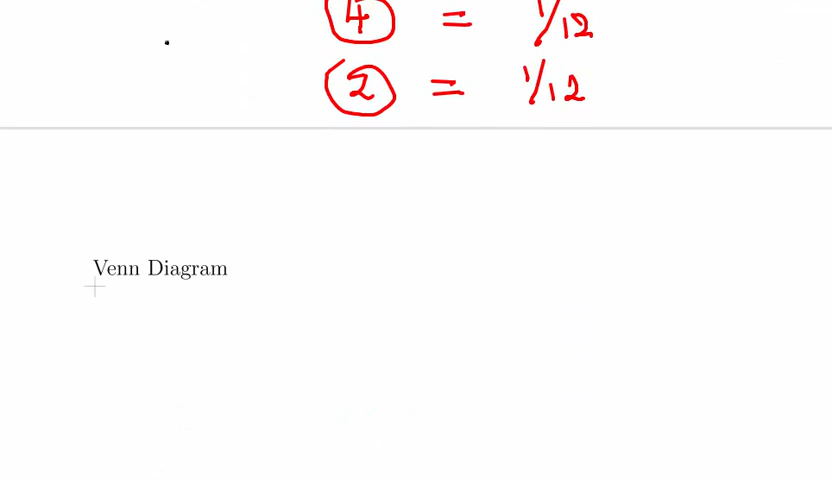 4 = 1/12
2 = 1/12
Venn Diagram